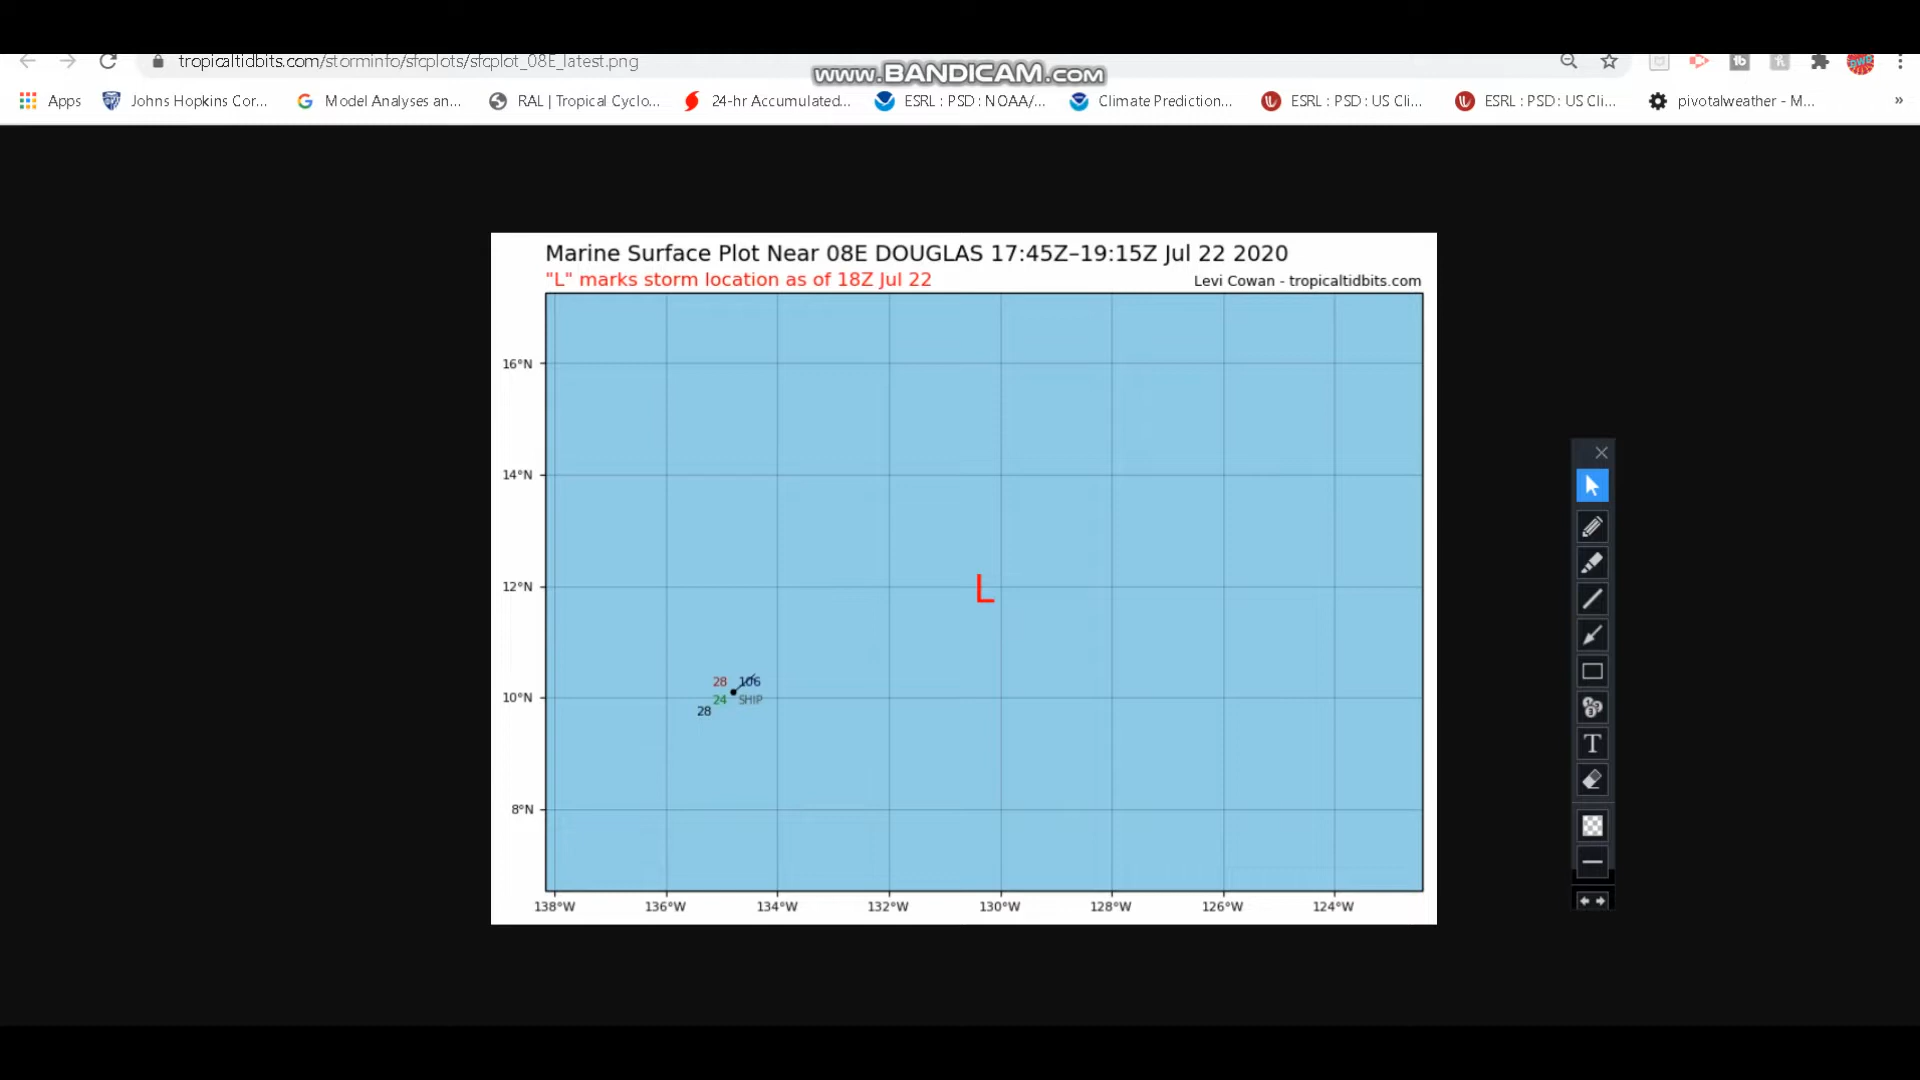 tropicaltidbits.com/storminfo/sfcplots/sfcplot_08E_latest.png
www.BANDICAM.com
Apps
Johns Hopkins Cor...
Model Analyses an...
RAL | Tropical Cyclo...
24-hr Accumulated...
ESRL : PSD : NOAA/...
Climate Prediction...
ESRL : PSD : US Cli...
ESRL : PSD : US Cli...
pivotalweather - M...
»
Marine Surface Plot Near 08E DOUGLAS 17:45Z–19:15Z Jul 22 2020
"L" marks storm location as of 18Z Jul 22
Levi Cowan - tropicaltidbits.com
16°N
14°N
12°N
L
28 106
10°N
24 SHIP
28
8°N
138°W 136°W 134°W 132°W 130°W 128°W 126°W 124°W
T